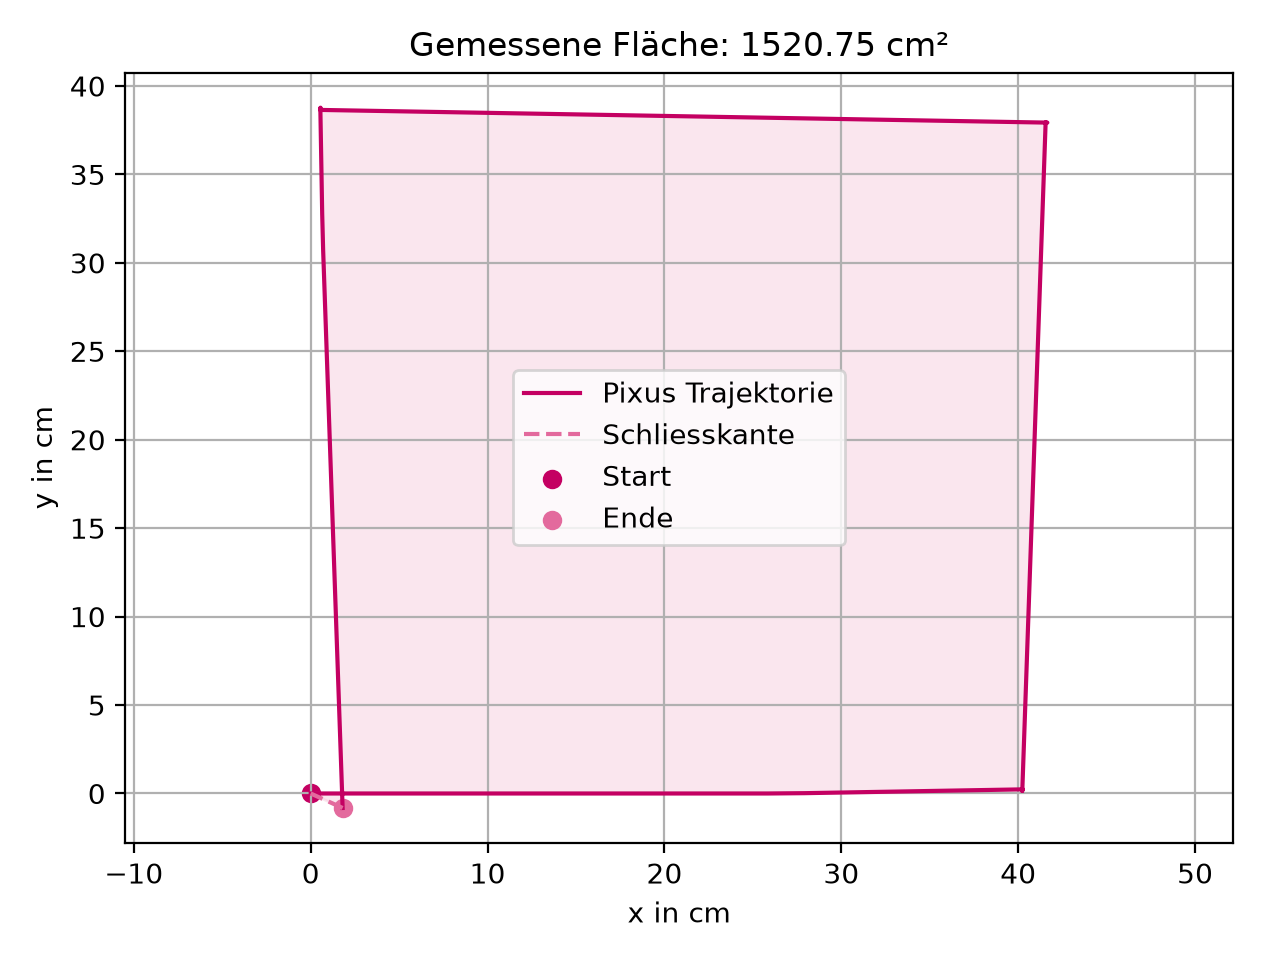 Gemessene Fläche: 1520.75 cm²
40
35
30
25
20
15
10
5
0
y in cm
Pixus Trajektorie
Schliesskante
Start
Ende
−10
0
10
20
30
40
50
x in cm